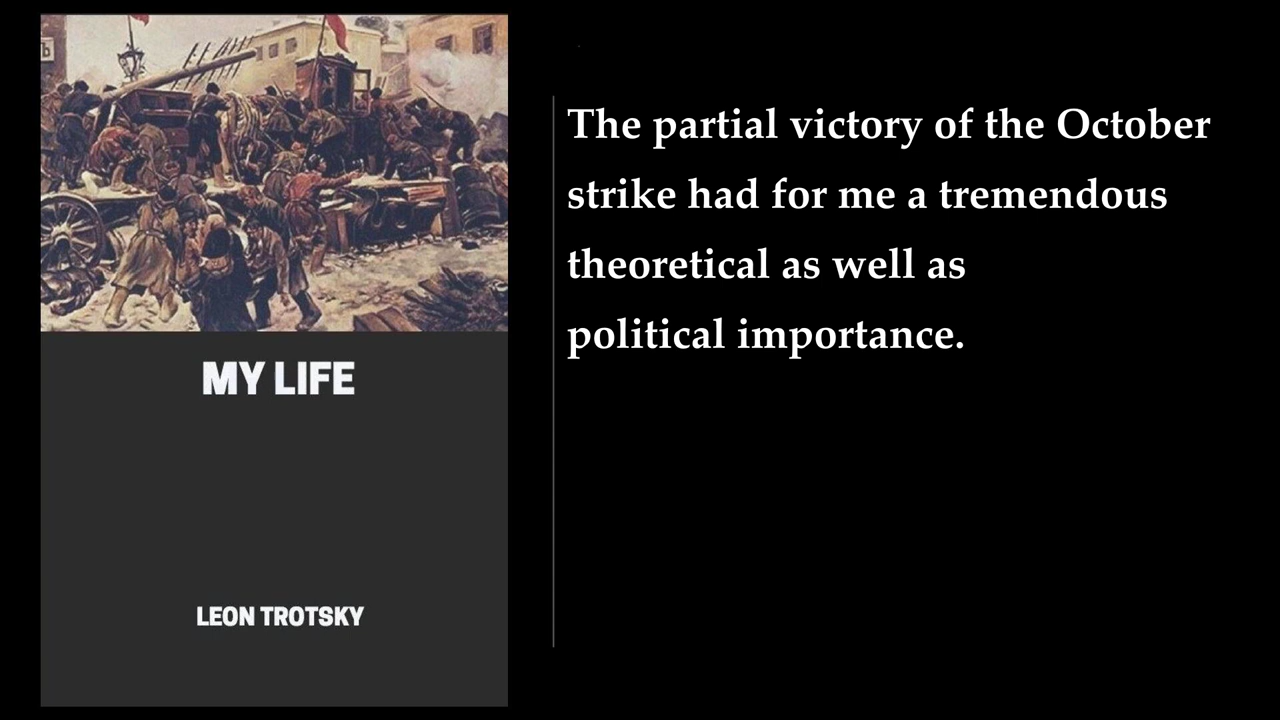 MY LIFE
LEON TROTSKY
The partial victory of the October
strike had for me a tremendous
theoretical as well as
political importance.